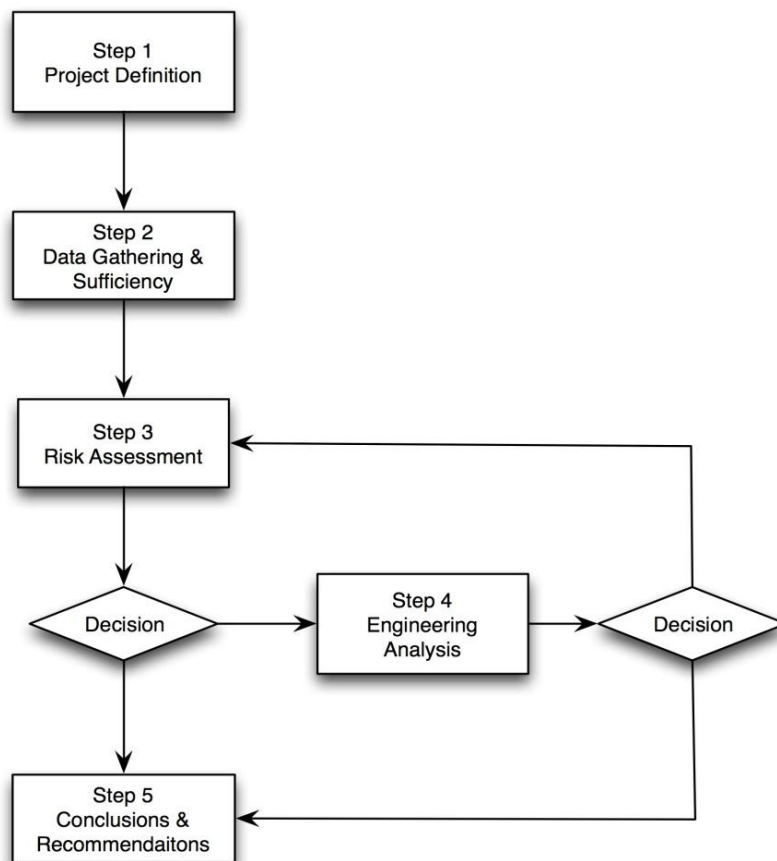 Step 1
Project Definition
Step 2
Data Gathering &
Sufficiency
Step 3
Risk Assessment
Decision
Step 4
Engineering
Analysis
Decision
Step 5
Conclusions &
Recommendaitons